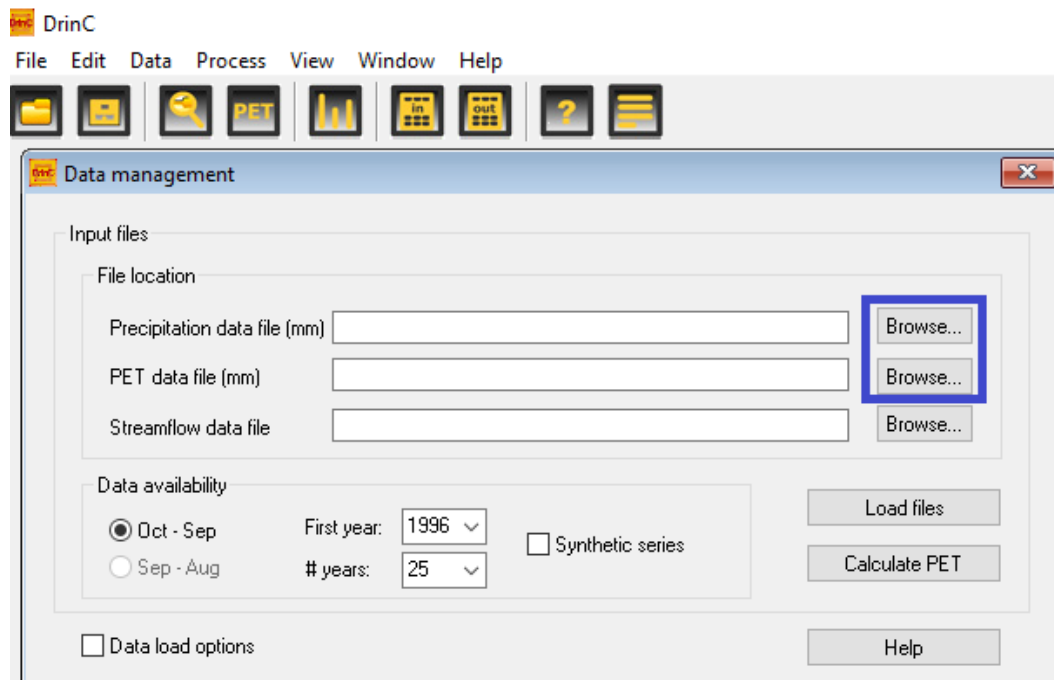 DrinC
File Edit Data Process View Window Help
PET in out ?
DrinC Data management
Input files
File location
Precipitation data file (mm) Browse...
PET data file (mm) Browse...
Streamflow data file Browse...
Data availability
Oct - Sep First year: 1996 Synthetic series Load files
Sep - Aug # years: 25 Calculate PET
Data load options Help